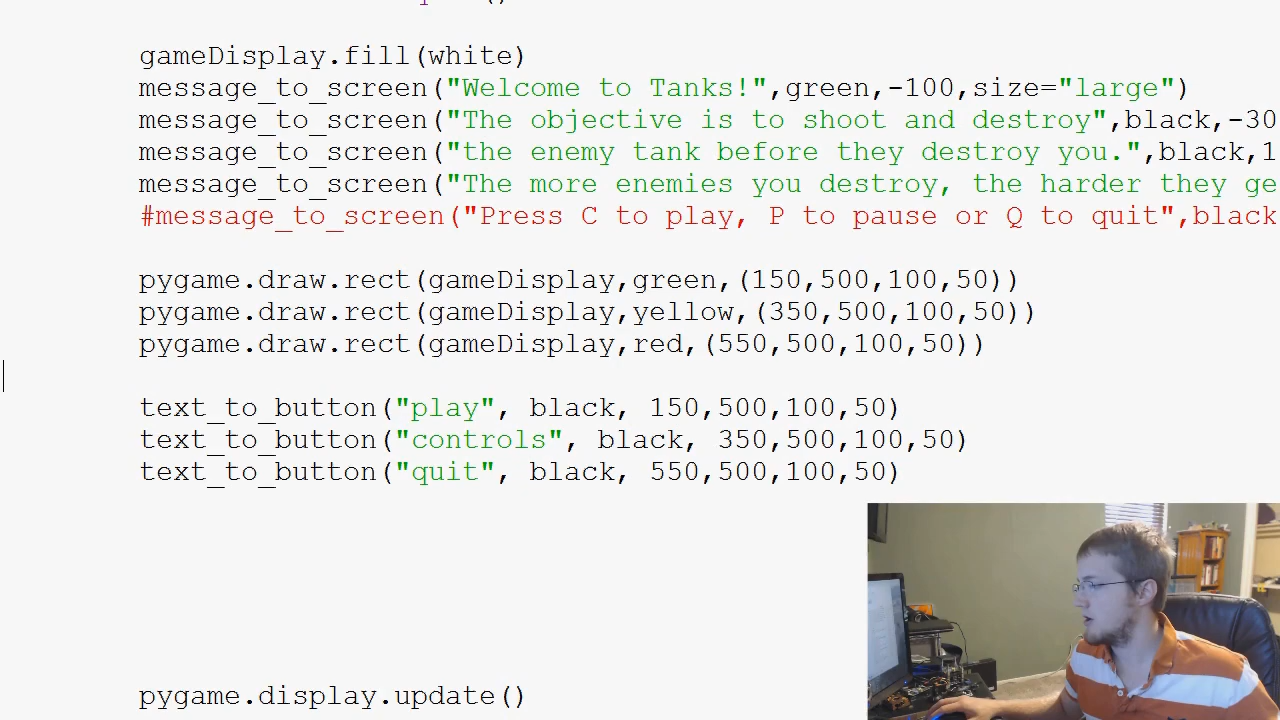 gameDisplay.fill(white)
message_to_screen("Welcome to Tanks!",green,-100,size="large")
message_to_screen("The objective is to shoot and destroy",black,-30
message_to_screen("the enemy tank before they destroy you.",black,1
message_to_screen("The more enemies you destroy, the harder they ge
#message_to_screen("Press C to play, P to pause or Q to quit",black
pygame.draw.rect(gameDisplay,green,(150,500,100,50))
pygame.draw.rect(gameDisplay,yellow,(350,500,100,50))
pygame.draw.rect(gameDisplay,red,(550,500,100,50))
text_to_button("play", black, 150,500,100,50)
text_to_button("controls", black, 350,500,100,50)
text_to_button("quit", black, 550,500,100,50)
pygame.display.update()